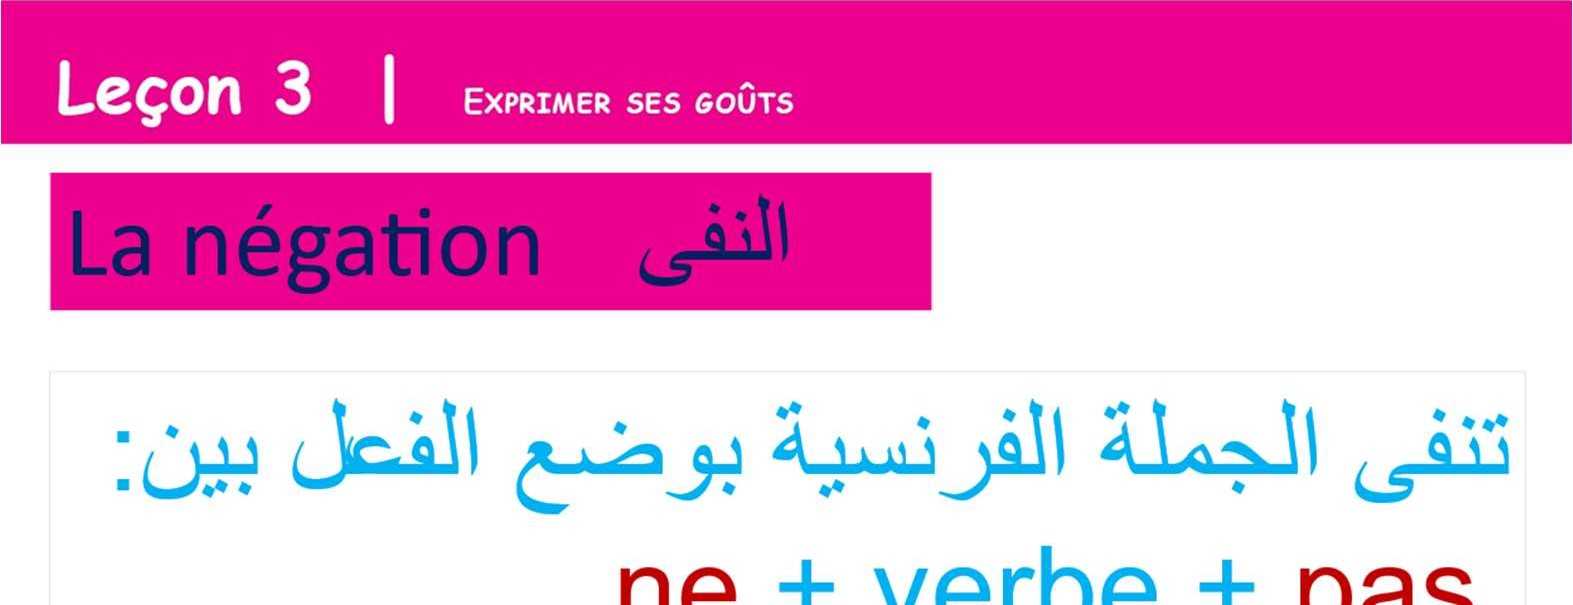 Leçon 3 | EXPRIMER SES GOÛTS
La négation النفى
تنفى الجملة الفرنسية بوضع الفعل بين:
ne + verbe + pas